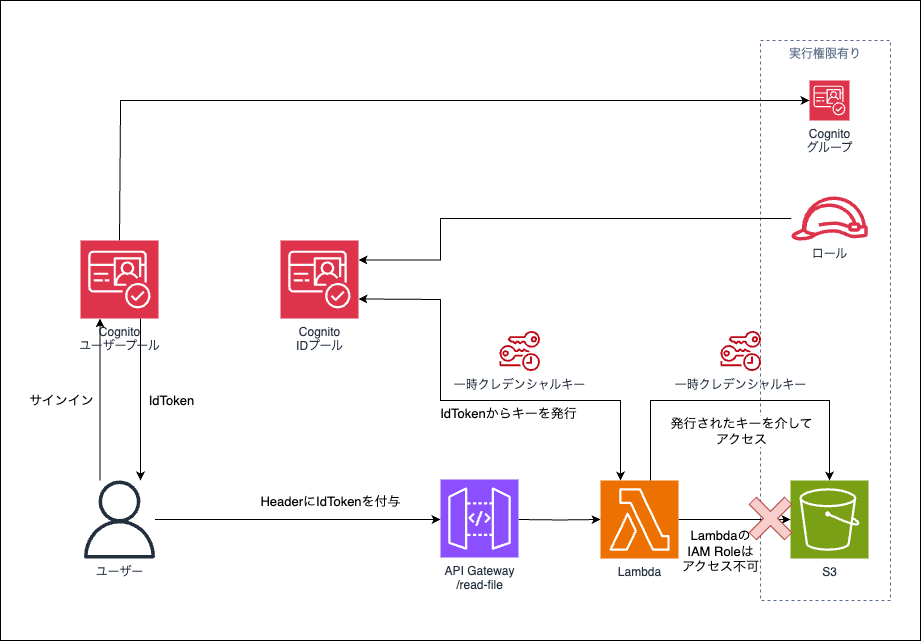 実行権限有り
Cognito
グループ
ロール
Cognito
ユーザープール
Cognito
IDプール
一時クレデンシャルキー
一時クレデンシャルキー
サインイン
IdToken
IdTokenからキーを発行
発行されたキーを介して
アクセス
HeaderにIdTokenを付与
Lambdaの
IAM Roleは
アクセス不可
ユーザー
API Gateway
/read-file
Lambda
S3